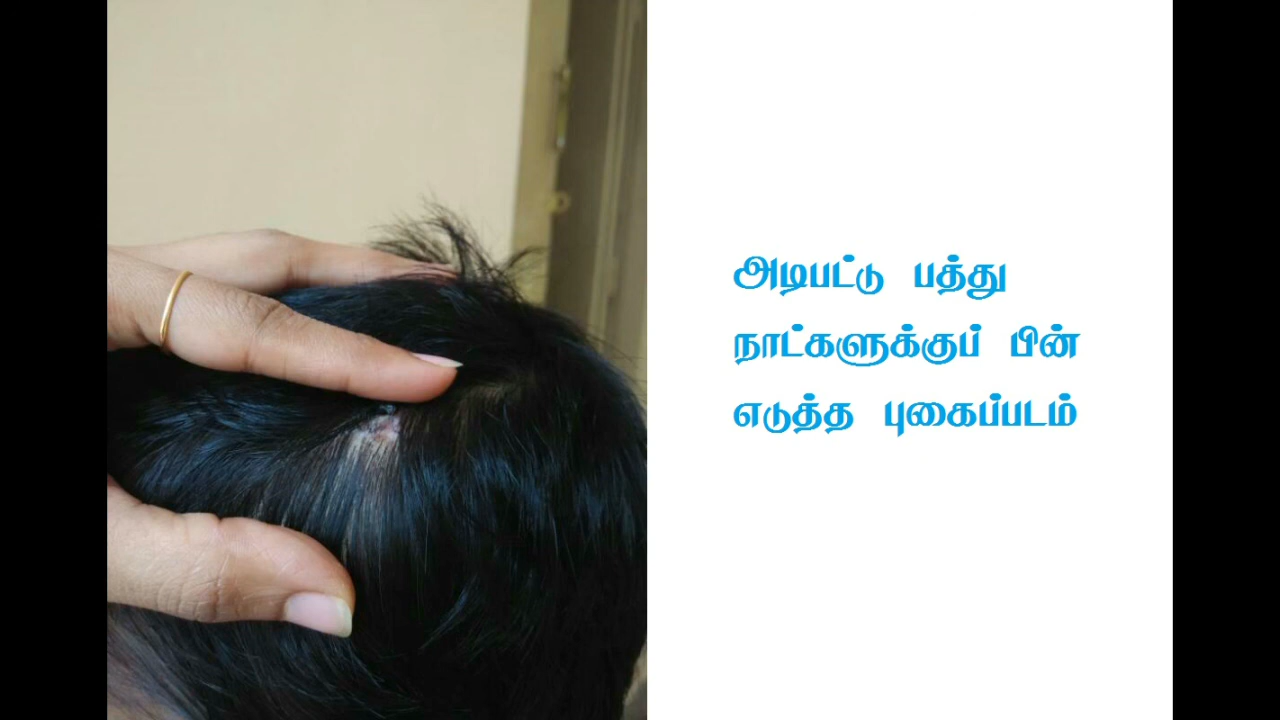 அடிபட்டு பத்து
நாட்களுக்குப் பின்
எடுத்த புகைப்படம்